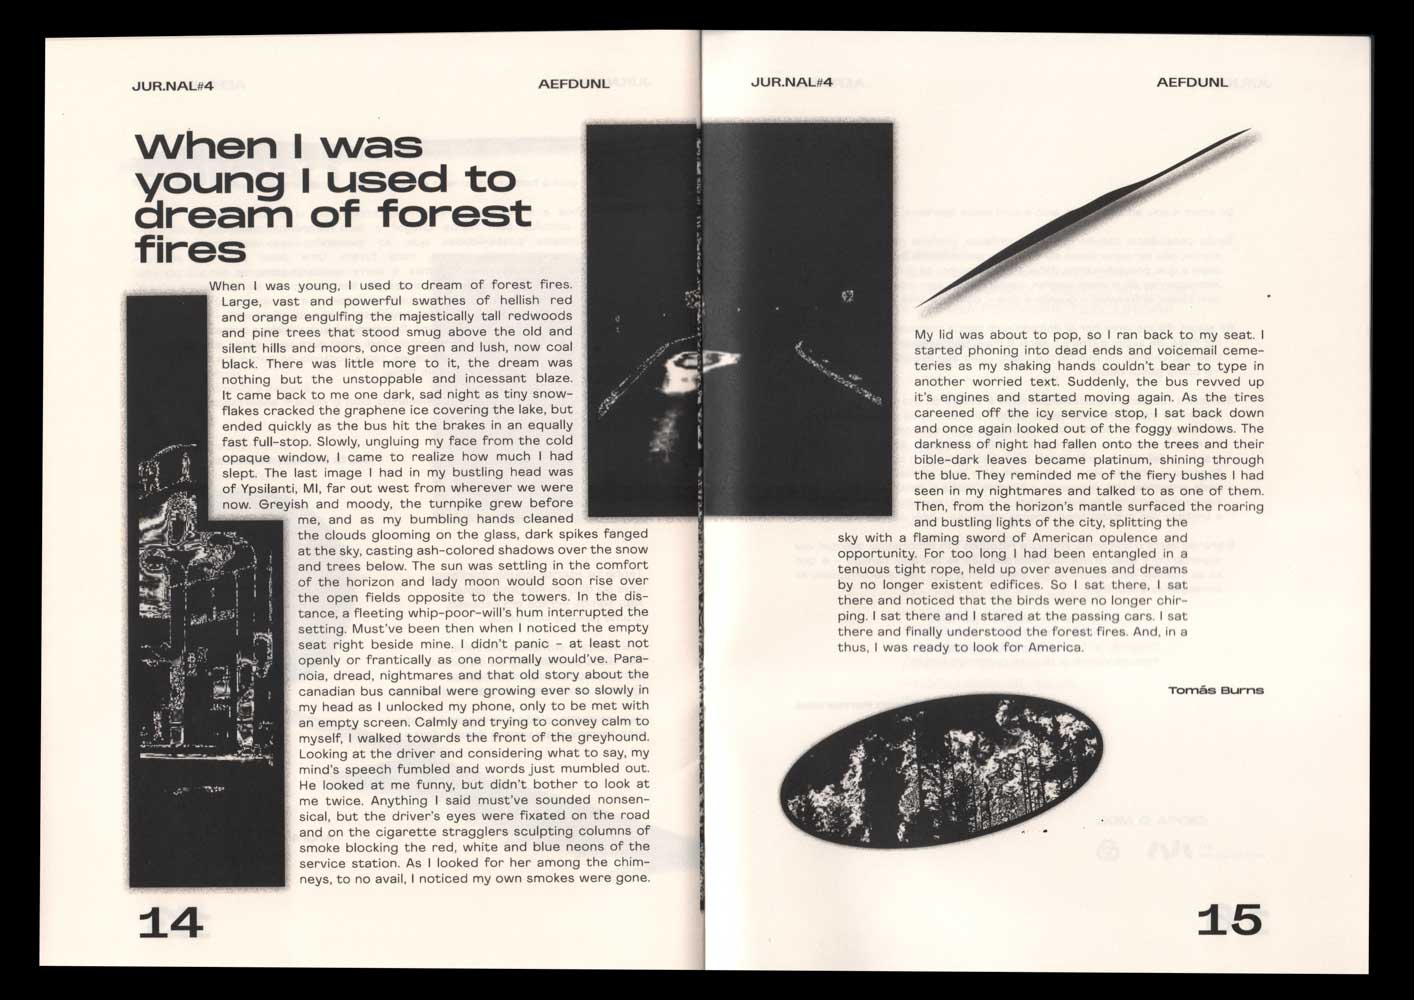 JUR.NAL#4
AEFDUNL
When I was
young I used to
dream of forest
fires
When I was young, I used to dream of forest fires.
Large, vast and powerful swathes of hellish red
and orange engulfing the majestically tall redwoods
and pine trees that stood smug above the old and
silent hills and moors, once green and lush, now coal
black. There was little more to it, the dream was
nothing but the unstoppable and incessant blaze.
It came back to me one dark, sad night as tiny snow-
flakes cracked the graphene ice covering the lake, but
ended quickly as the bus hit the brakes in an equally
fast full-stop. Slowly, ungluing my face from the cold
opaque window, I came to realize how much I had
slept. The last image I had in my bustling head was
of Ypsilanti, MI, far out west from wherever we were
now. Greyish and moody, the turnpike grew before
me, and as my bumbling hands cleaned
the clouds glooming on the glass, dark spikes fanged
at the sky, casting ash-colored shadows over the snow
and trees below. The sun was settling in the comfort
of the horizon and lady moon would soon rise over
the open fields opposite to the towers. In the dis-
tance, a fleeting whip-poor-will's hum interrupted the
setting. Must've been then when I noticed the empty
seat right beside mine. I didn't panic - at least not
openly or frantically as one normally would've. Para-
noia, dread, nightmares and that old story about the
canadian bus cannibal were growing ever so slowly in
my head as I unlocked my phone, only to be met with
an empty screen. Calmly and trying to convey calm to
myself, I walked towards the front of the greyhound.
Looking at the driver and considering what to say, my
mind's speech fumbled and words just mumbled out.
He looked at me funny, but didn't bother to look at
me twice. Anything I said must've sounded nonsen-
sical, but the driver's eyes were fixated on the road
and on the cigarette stragglers sculpting columns of
smoke blocking the red, white and blue neons of the
service station. As I looked for her among the chim-
neys, to no avail, I noticed my own smokes were gone.
14
JUR.NAL#4
AEFDUNL
My lid was about to pop, so I ran back to my seat. I
started phoning into dead ends and voicemail ceme-
teries as my shaking hands couldn't bear to type in
another worried text. Suddenly, the bus revved up
it's engines and started moving again. As the tires
careened off the icy service stop, I sat back down
and once again looked out of the foggy windows. The
darkness of night had fallen onto the trees and their
bible-dark leaves became platinum, shining through
the blue. They reminded me of the fiery bushes I had
seen in my nightmares and talked to as one of them.
Then, from the horizon's mantle surfaced the roaring
and bustling lights of the city, splitting the
sky with a flaming sword of American opulence and
opportunity. For too long I had been entangled in a
tenuous tight rope, held up over avenues and dreams
by no longer existent edifices. So I sat there, I sat
there and noticed that the birds were no longer chir-
ping. I sat there and I stared at the passing cars. I sat
there and finally understood the forest fires. And, in a
thus, I was ready to look for America.
Tomás Burns
15